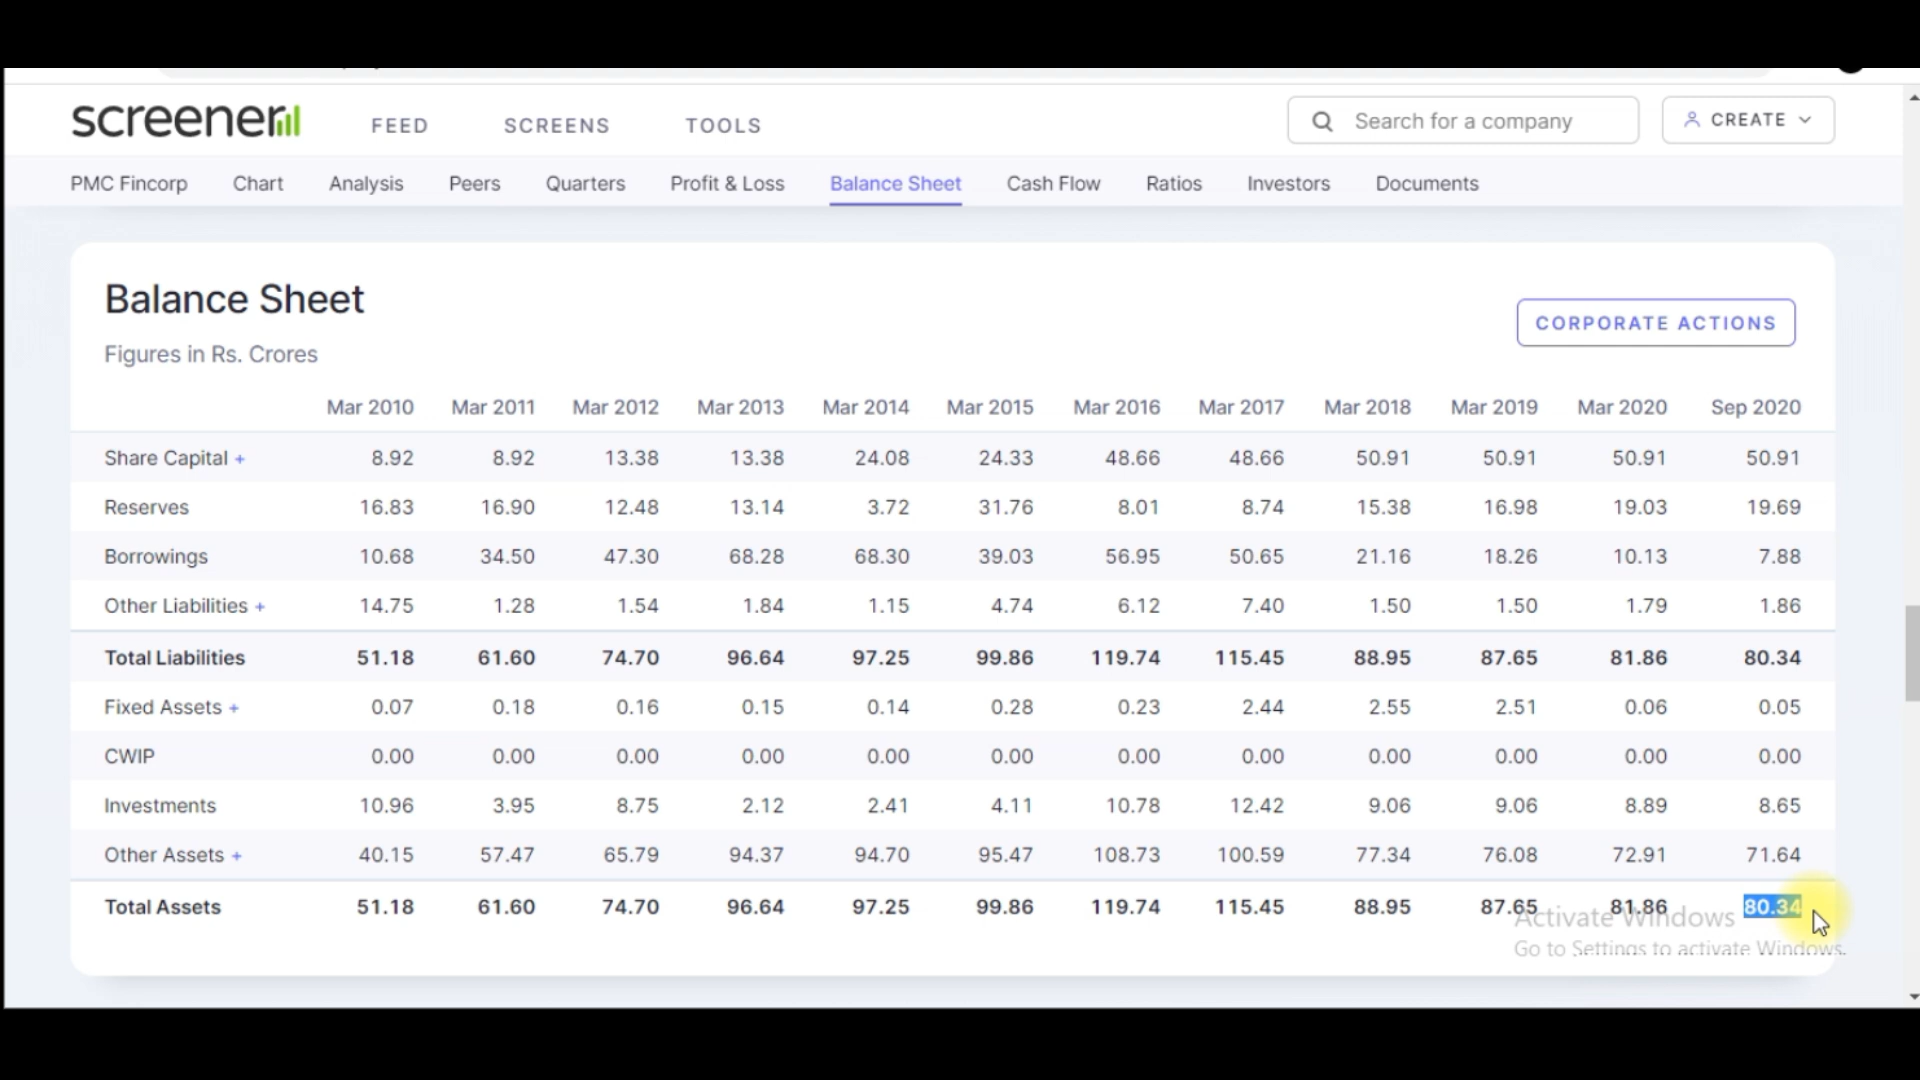 screener
FEED SCREENS TOOLS Search for a company CREATE
PMC Fincorp Chart Analysis Peers Quarters Profit & Loss Balance Sheet Cash Flow Ratios Investors Documents
Balance Sheet
CORPORATE ACTIONS
Figures in Rs. Crores
Mar 2010 Mar 2011 Mar 2012 Mar 2013 Mar 2014 Mar 2015 Mar 2016 Mar 2017 Mar 2018 Mar 2019 Mar 2020 Sep 2020
Share Capital + 8.92 8.92 13.38 13.38 24.08 24.33 48.66 48.66 50.91 50.91 50.91 50.91
Reserves 16.83 16.90 12.48 13.14 3.72 31.76 8.01 8.74 15.38 16.98 19.03 19.69
Borrowings 10.68 34.50 47.30 68.28 68.30 39.03 56.95 50.65 21.16 18.26 10.13 7.88
Other Liabilities + 14.75 1.28 1.54 1.84 1.15 4.74 6.12 7.40 1.50 1.50 1.79 1.86
Total Liabilities 51.18 61.60 74.70 96.64 97.25 99.86 119.74 115.45 88.95 87.65 81.86 80.34
Fixed Assets + 0.07 0.18 0.16 0.15 0.14 0.28 0.23 2.44 2.55 2.51 0.06 0.05
CWIP 0.00 0.00 0.00 0.00 0.00 0.00 0.00 0.00 0.00 0.00 0.00 0.00
Investments 10.96 3.95 8.75 2.12 2.41 4.11 10.78 12.42 9.06 9.06 8.89 8.65
Other Assets + 40.15 57.47 65.79 94.37 94.70 95.47 108.73 100.59 77.34 76.08 72.91 71.64
Total Assets 51.18 61.60 74.70 96.64 97.25 99.86 119.74 115.45 88.95 87.65 81.86 80.34
Activate Windows
Go to Settings to activate Windows.